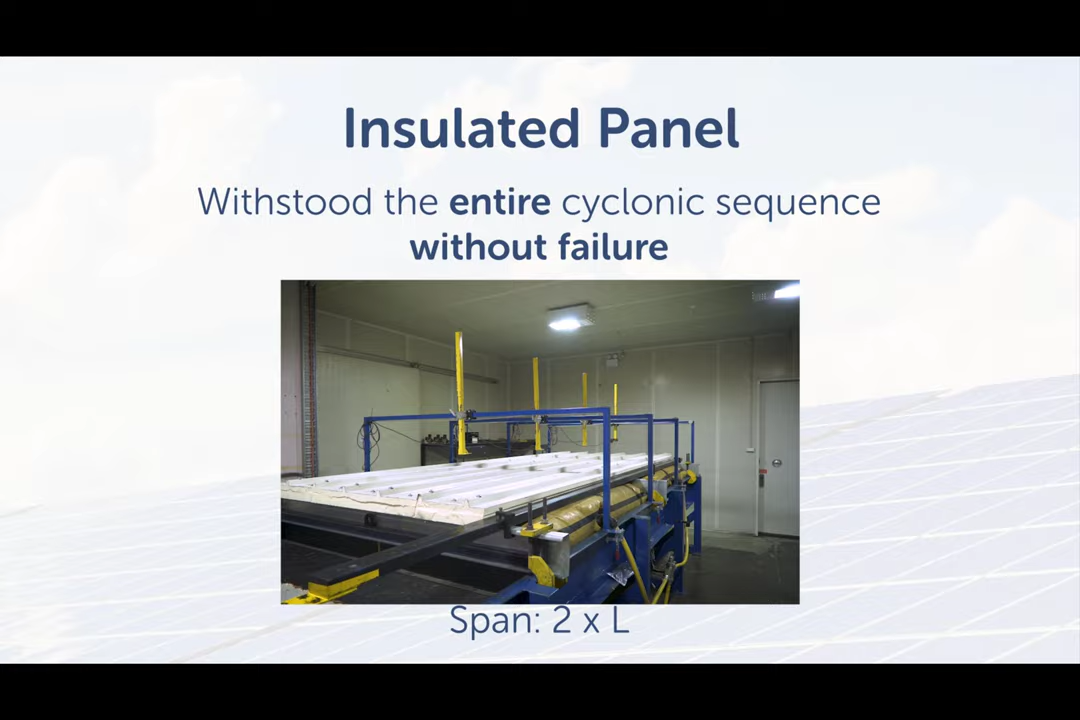 Insulated Panel
Withstood the entire cyclonic sequence
without failure
Span: 2 x L